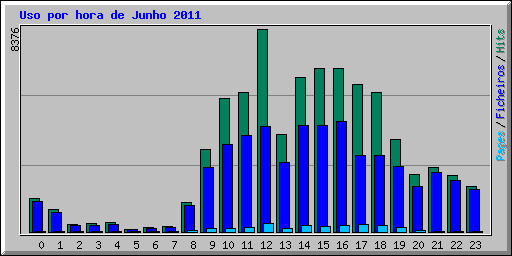 Uso por hora de Junho 2011
8376
Pages / Ficheiros / Hits
0 1 2 3 4 5 6 7 8 9 10 11 12 13 14 15 16 17 18 19 20 21 22 23